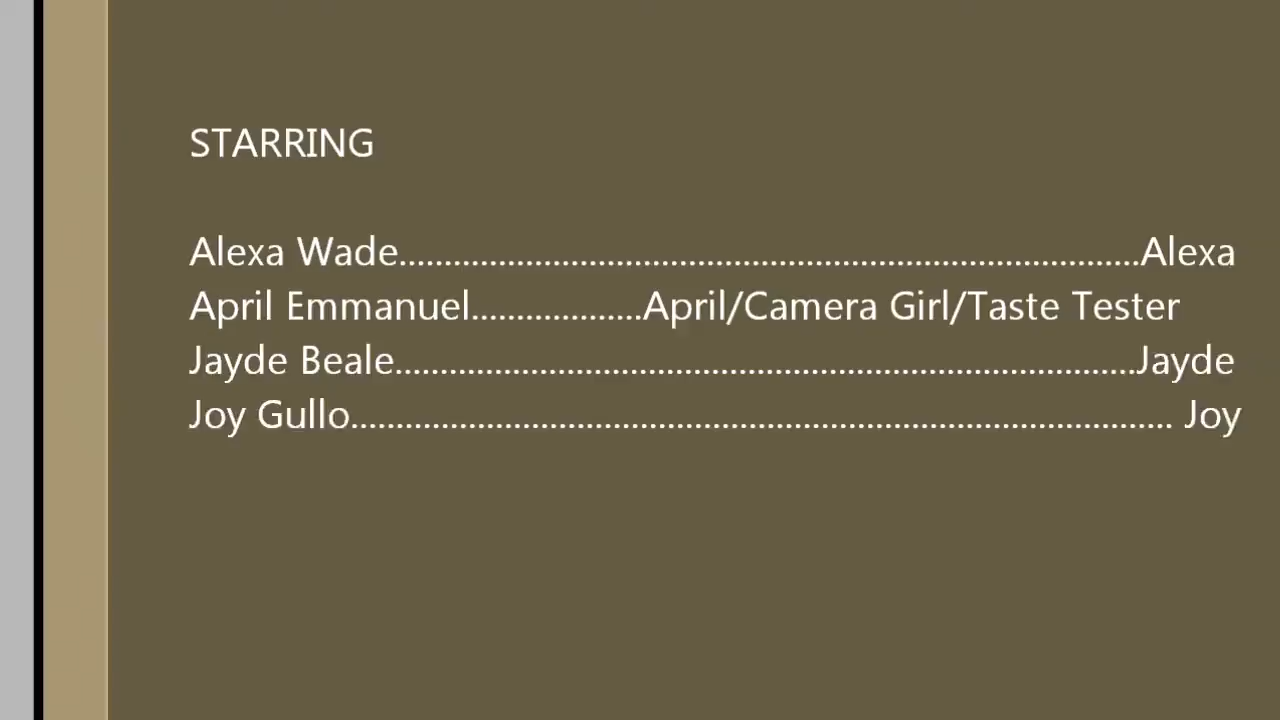 STARRING
Alexa Wade..................................................................................Alexa
April Emmanuel...................April/Camera Girl/Taste Tester
Jayde Beale..................................................................................Jayde
Joy Gullo........................................................................................... Joy